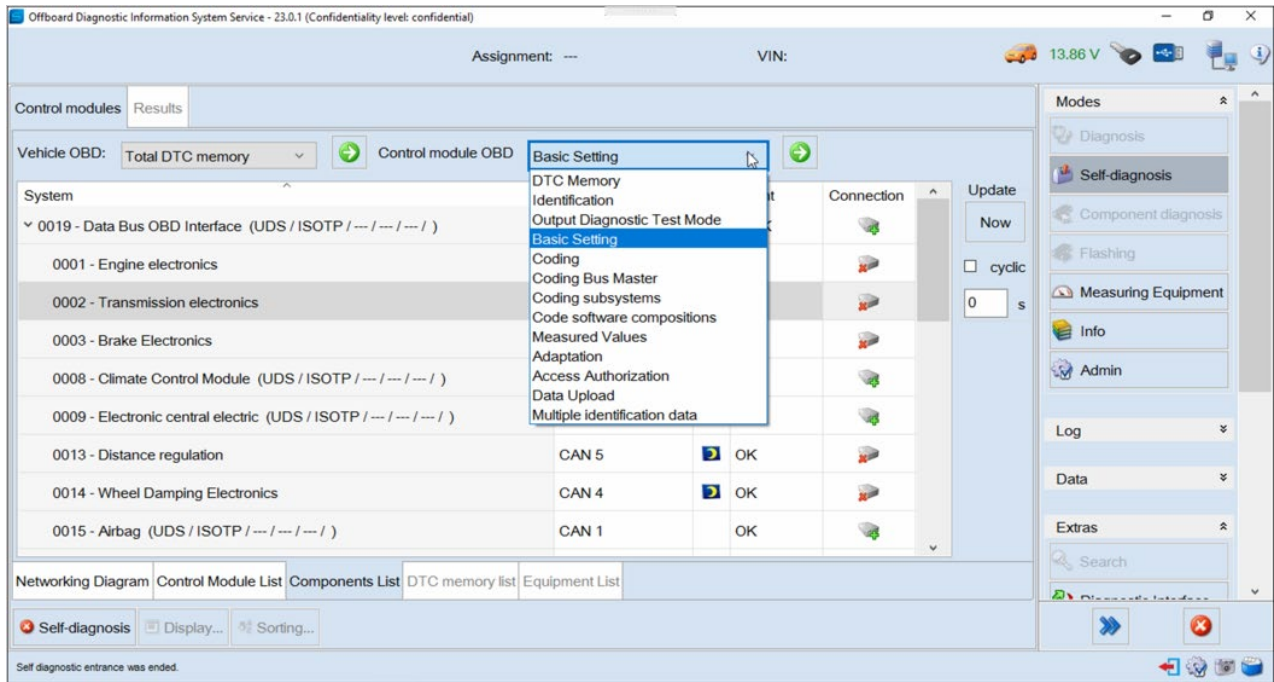 Offboard Diagnostic Information System Service - 23.0.1 (Confidentiality level: confidential)
Assignment: ---
VIN:
13.86 V
Control modules
Results
Vehicle OBD:
Total DTC memory
Control module OBD
Basic Setting
DTC Memory
Identification
Output Diagnostic Test Mode
Basic Setting
Coding
Coding Bus Master
Coding subsystems
Code software compositions
Measured Values
Adaptation
Access Authorization
Data Upload
Multiple identification data
System
Connection
0019 - Data Bus OBD Interface (UDS / ISOTP / --- / --- / --- / )
0001 - Engine electronics
0002 - Transmission electronics
0003 - Brake Electronics
0008 - Climate Control Module (UDS / ISOTP / --- / --- / --- / )
0009 - Electronic central electric (UDS / ISOTP / --- / --- / --- / )
0013 - Distance regulation CAN 5 OK
0014 - Wheel Damping Electronics CAN 4 OK
0015 - Airbag (UDS / ISOTP / --- / --- / --- / ) CAN 1 OK
Update
Now
cyclic
0 s
Networking Diagram
Control Module List
Components List
DTC memory list
Equipment List
Self-diagnosis
Display...
Sorting...
Self diagnostic entrance was ended.
Modes
Diagnosis
Self-diagnosis
Component diagnosis
Flashing
Measuring Equipment
Info
Admin
Log
Data
Extras
Search